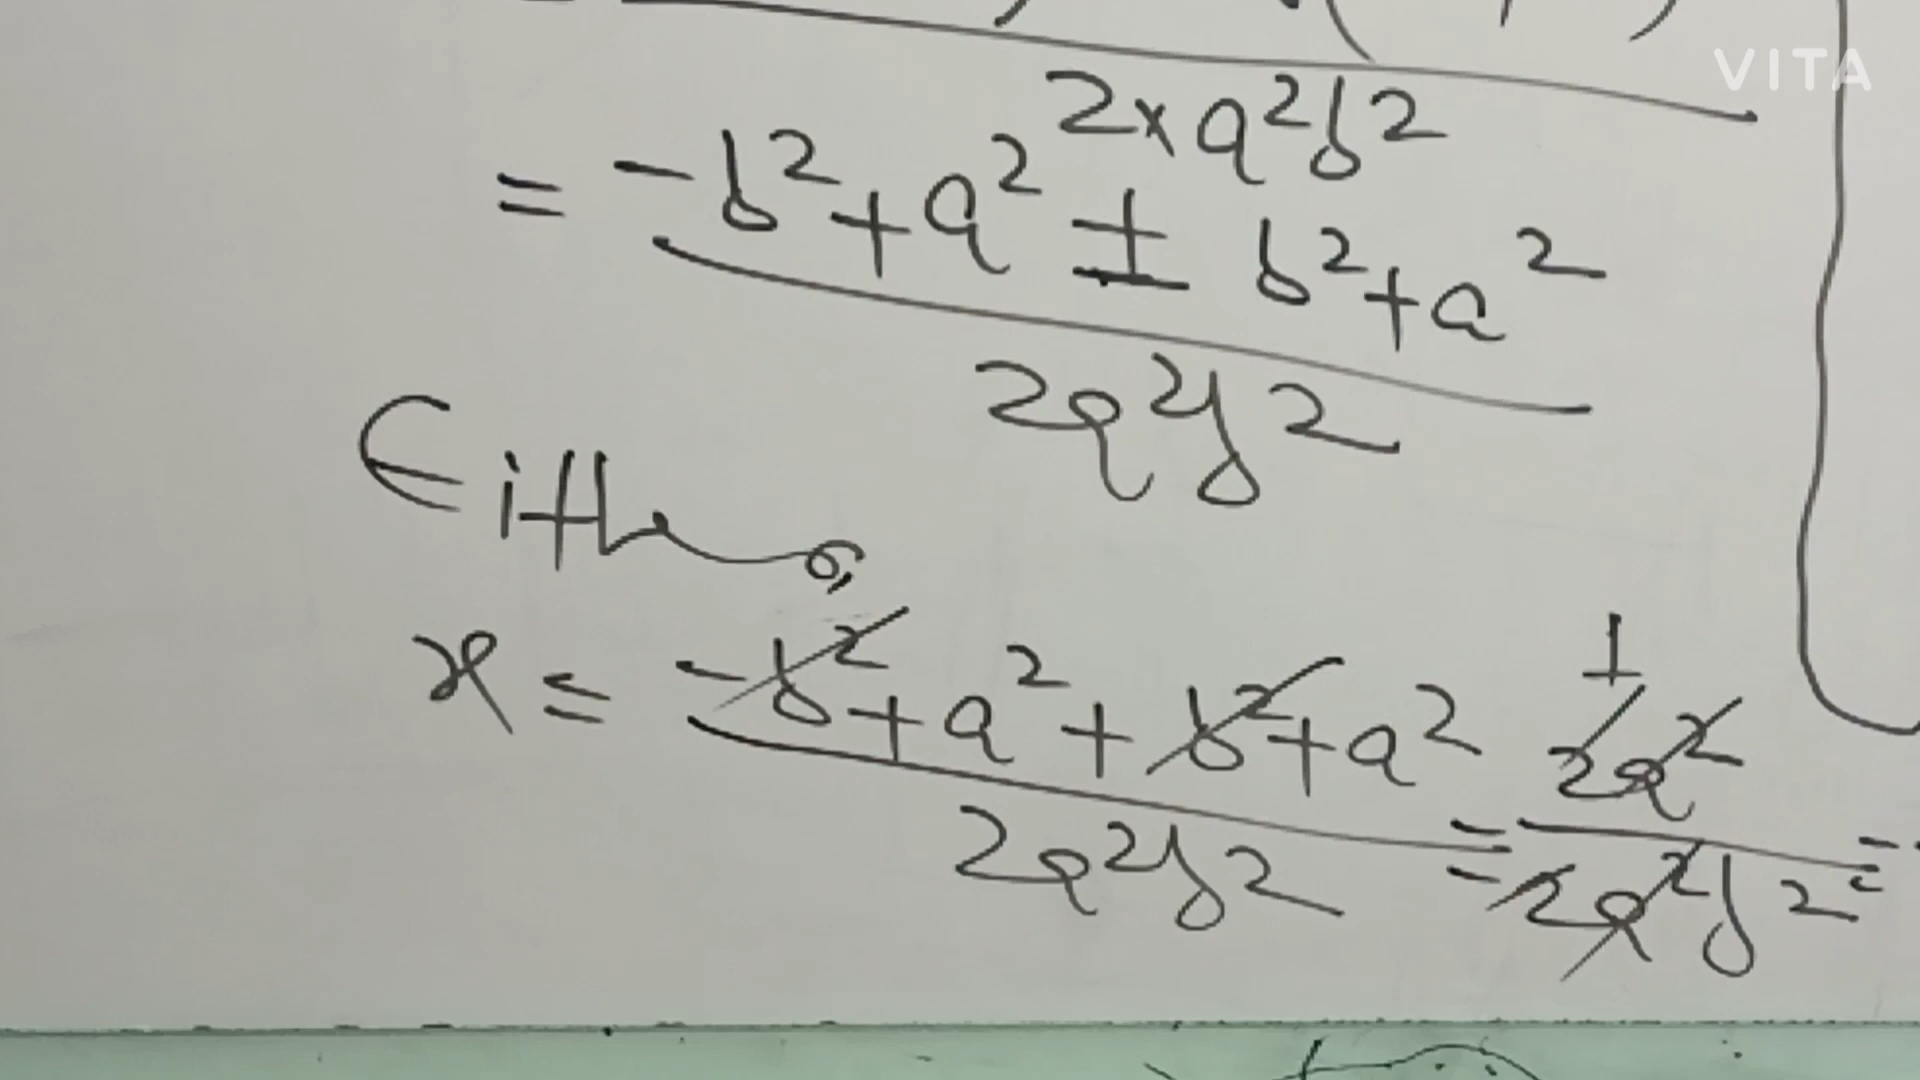 VITA
2×a²b²
= -b²+a² ± b²+a²
2a²b²
Either,
x = -b²+a²+b²+a² = 1 2a² =
2a²b² 2a²b²